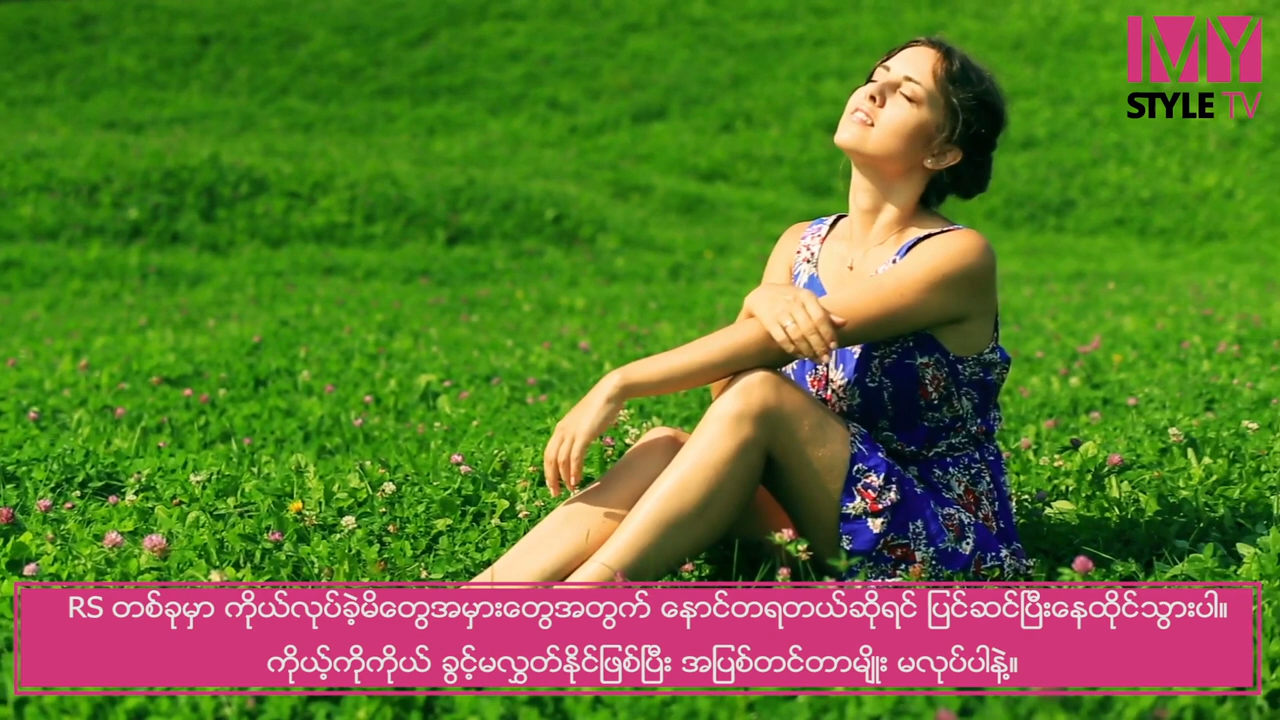 MY
STYLE TV
RS တစ်ခုမှာ ကိုယ်လုပ်ခဲ့မိတွေအမှားတွေအတွက် နောင်တရတယ်ဆိုရင် ပြင်ဆင်ပြီးနေထိုင်သွားပါ။
ကိုယ့်ကိုကိုယ် ခွင့်မလွှတ်နိုင်ဖြစ်ပြီး အပြစ်တင်တာမျိုး မလုပ်ပါနဲ့။